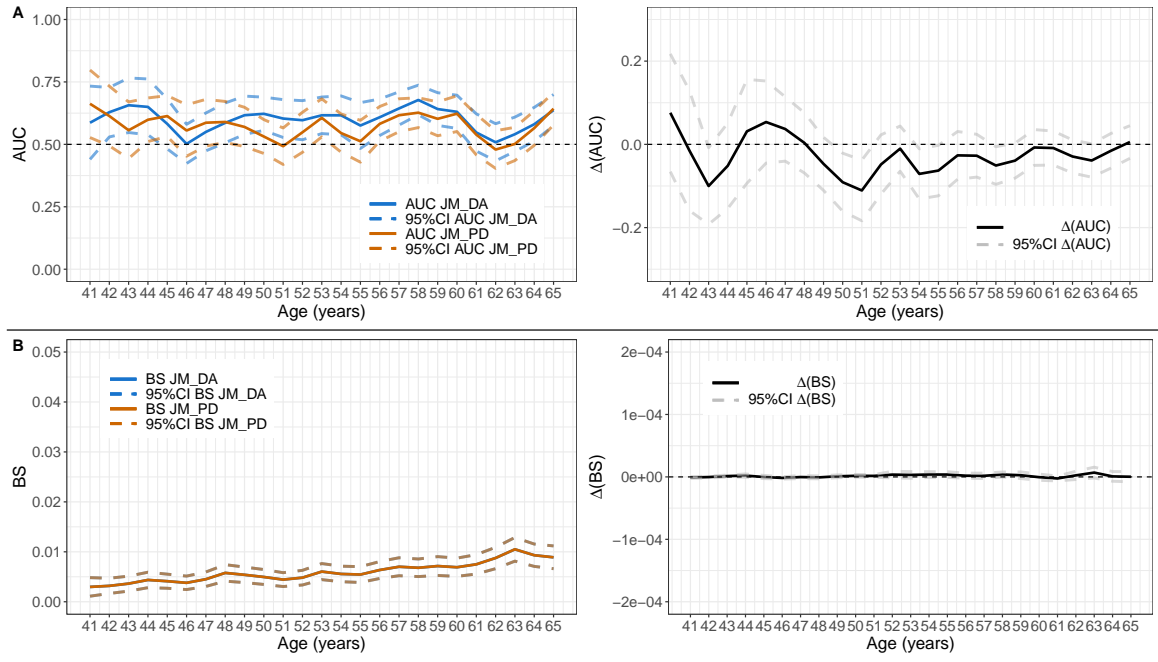 A
1.00
0.75
0.50
0.25
0.00
AUC
AUC JM_DA
95%CI AUC JM_DA
AUC JM_PD
95%CI AUC JM_PD
41 42 43 44 45 46 47 48 49 50 51 52 53 54 55 56 57 58 59 60 61 62 63 64 65
Age (years)
0.2
0.0
−0.2
Δ(AUC)
Δ(AUC)
95%CI Δ(AUC)
41 42 43 44 45 46 47 48 49 50 51 52 53 54 55 56 57 58 59 60 61 62 63 64 65
Age (years)
B
0.05
0.04
0.03
0.02
0.01
0.00
BS
BS JM_DA
95%CI BS JM_DA
BS JM_PD
95%CI BS JM_PD
41 42 43 44 45 46 47 48 49 50 51 52 53 54 55 56 57 58 59 60 61 62 63 64 65
Age (years)
2e−04
1e−04
0e+00
−1e−04
−2e−04
Δ(BS)
Δ(BS)
95%CI Δ(BS)
41 42 43 44 45 46 47 48 49 50 51 52 53 54 55 56 57 58 59 60 61 62 63 64 65
Age (years)